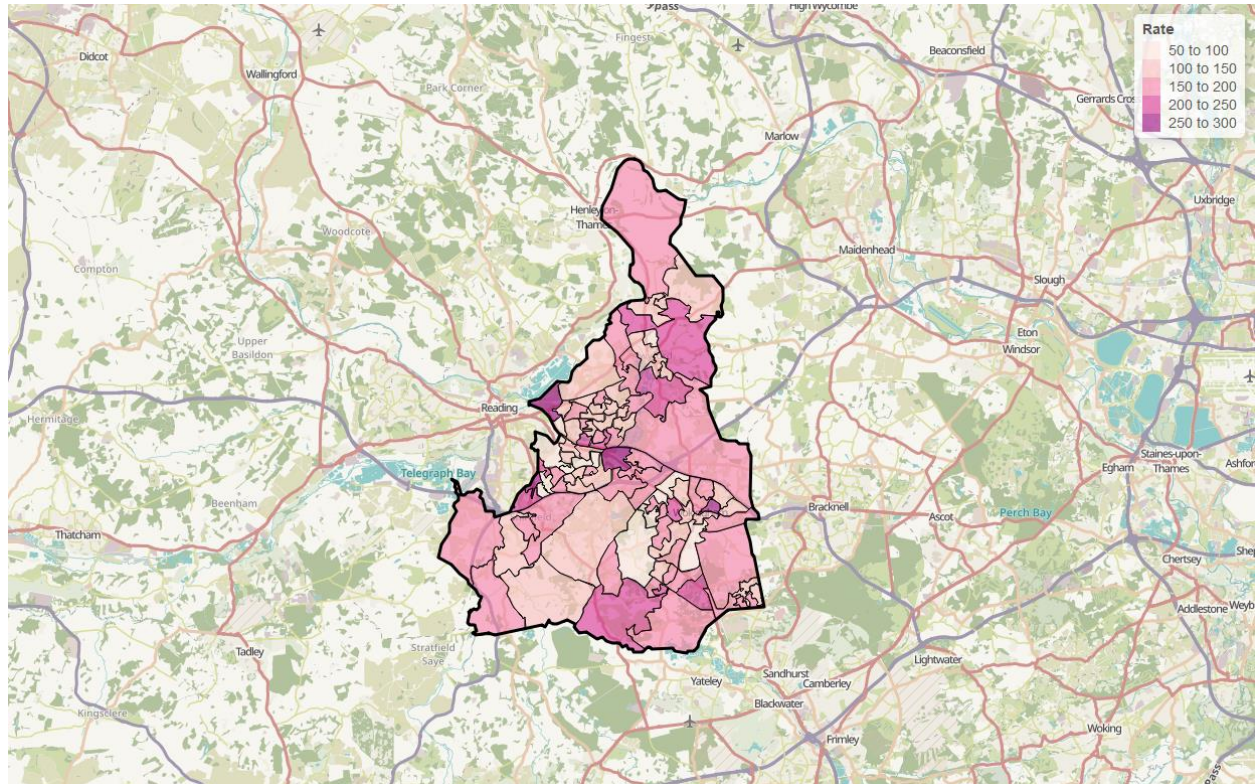 Pass
High Wycombe
Fingest
Didcot
Beaconsfield
Wallingford
Park Corner
Gerrards Cros
Marlow
Uxbridge
Henley-on-
Thames
Woodcote
Maidenhead
Compton
Slough
Eton
Windsor
Upper
Basildon
Reading
Hermitage
Staines-upon-
Thames
Egham
Ashford
Telegraph Bay
Beenham
Bracknell
Ascot
Perch Bay
Thatcham
Chertsey
Addlestone
Tadley
Stratfield
Saye
Lightwater
Sandhurst
Yateley
Camberley
Blackwater
Kingsclere
Woking
Frimley
Pass
Rate
50 to 100
100 to 150
150 to 200
200 to 250
250 to 300